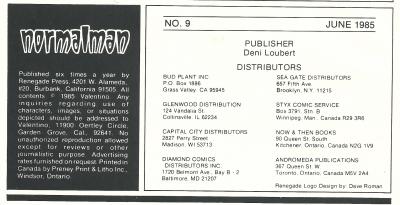 normalman
Published six times a year by
Renegade Press, 4201 W. Alameda,
#20, Burbank, California 91505. All
contents © 1985 Valentino. Any
inquiries regarding use of
characters, images, or situations
depicted should be addressed to
Valentino, 11900 Oertley Circle,
Garden Grove, Cal., 92641. No
unauthorized reproduction allowed
except for reviews or other
journalistic purpose. Advertising
rates furnished on request. Printed in
Canada by Preney Print & Litho Inc.,
Windsor, Ontario.
NO. 9
JUNE 1985
PUBLISHER
Deni Loubert
DISTRIBUTORS
BUD PLANT INC
P.O. Box 1886
Grass Valley, CA 95945
GLENWOOD DISTRIBUTION
124 Vandalia St.
Collinsville, IL 62234
CAPITAL CITY DISTRIBUTORS
2827 Perry Street
Madison, WI 53713
DIAMOND COMICS
DISTRIBUTORS INC.
1720 Belmont Ave., Bay B - 2
Baltimore, MD 21207
SEA GATE DISTRIBUTORS
657 Fifth Ave.
Brooklyn, N.Y. 11215
STYX COMIC SERVICE
Box 3791, Stn. B
Winnipeg, Man. Canada R29 3R6
NOW & THEN BOOKS
90 Queen St. South
Kitchener, Ontario, Canada N2G 1V9
ANDROMEDA PUBLICATIONS
367 Queen St. W.
Toronto, Ontario, Canada M5V 2A4
Renegade Logo Design by: Dave Roman